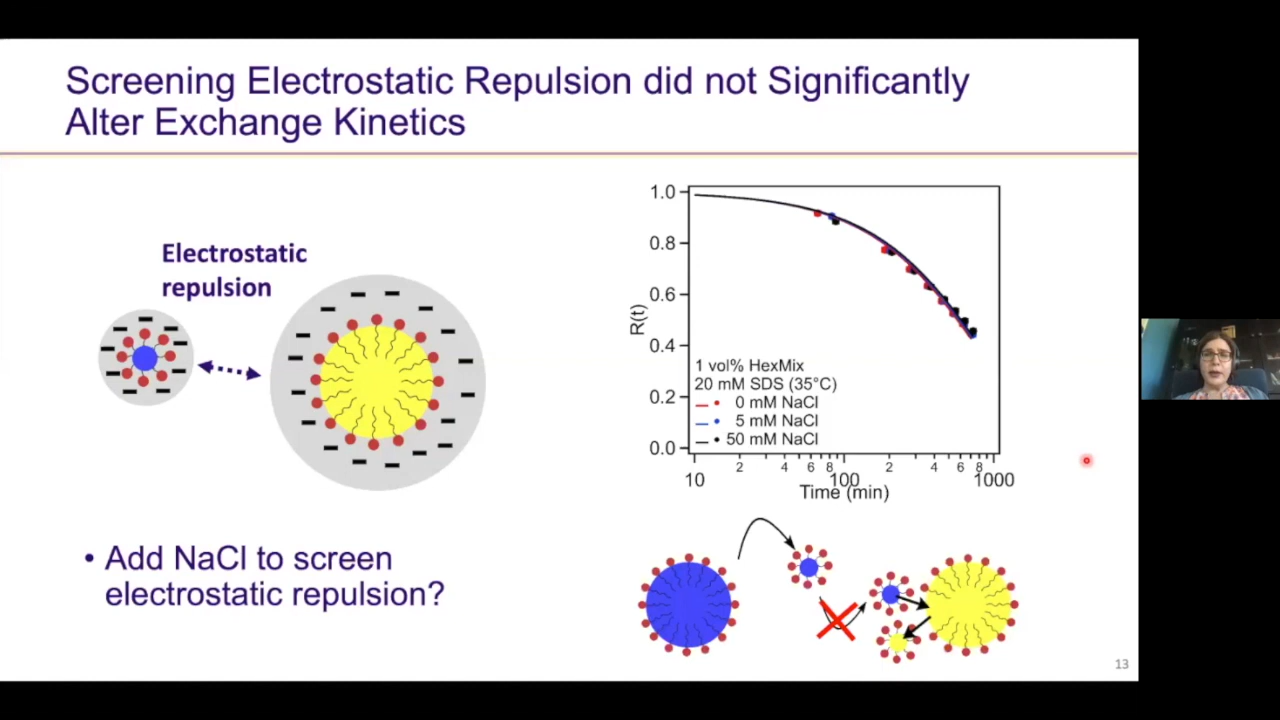 Screening Electrostatic Repulsion did not Significantly
Alter Exchange Kinetics
Electrostatic
repulsion
• Add NaCl to screen
electrostatic repulsion?
1.0
0.8
0.6
0.4
0.2
0.0
R(t)
1 vol% HexMix
20 mM SDS (35°C)
0 mM NaCl
5 mM NaCl
50 mM NaCl
2 4 6 8 2 4 6 8
10 100 1000
Time (min)
13